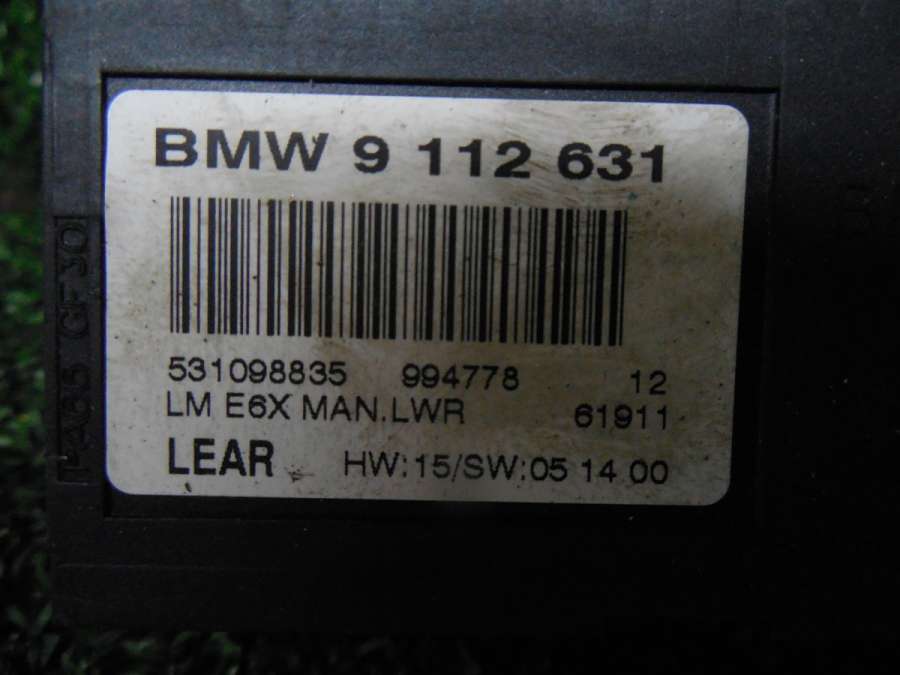 BMW 9 112 631
531098835 994778 12
LM E6X MAN.LWR 61911
LEAR HW:15/SW:05 14 00